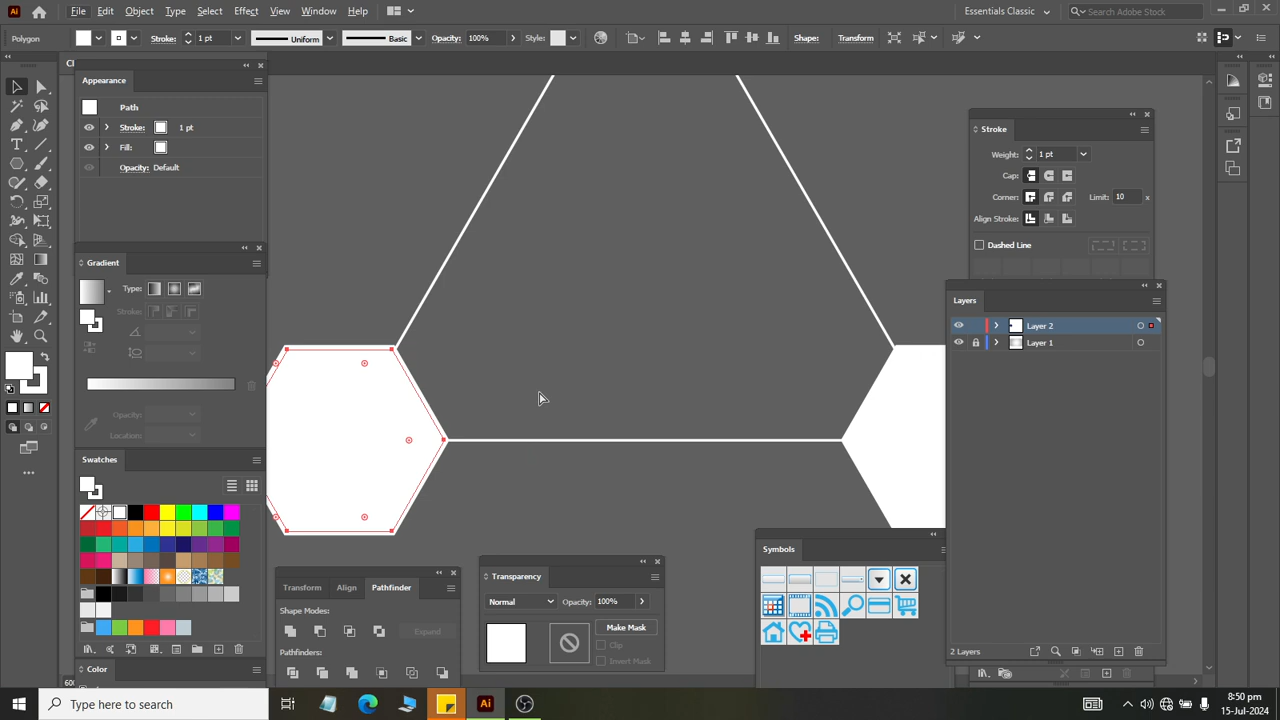 Ai File Edit Object Type Select Effect View Window Help Essentials Classic Search Adobe Stock
Polygon Stroke: 1 pt Uniform Basic Opacity: 100% Style: Shape: Transform
Appearance
Path
Stroke: 1 pt
Fill:
Opacity: Default
Gradient
Type:
Stroke:
Opacity:
Location:
Swatches
Color
Stroke
Weight: 1 pt
Cap:
Corner: Limit: 10 x
Align Stroke:
Dashed Line
Layers
Layer 2
Layer 1
2 Layers
Symbols
Transform Align Pathfinder
Shape Modes:
Expand
Pathfinders:
Transparency
Normal Opacity: 100%
Make Mask
Clip
Invert Mask
Type here to search
Ai
8:50 pm
15-Jul-2024